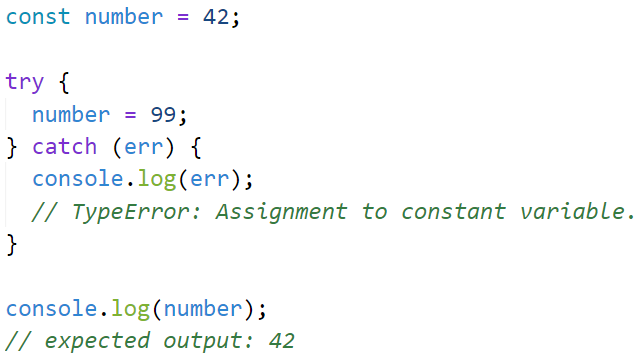 const number = 42;

try {
  number = 99;
} catch (err) {
  console.log(err);
  // TypeError: Assignment to constant variable.
}

console.log(number);
// expected output: 42